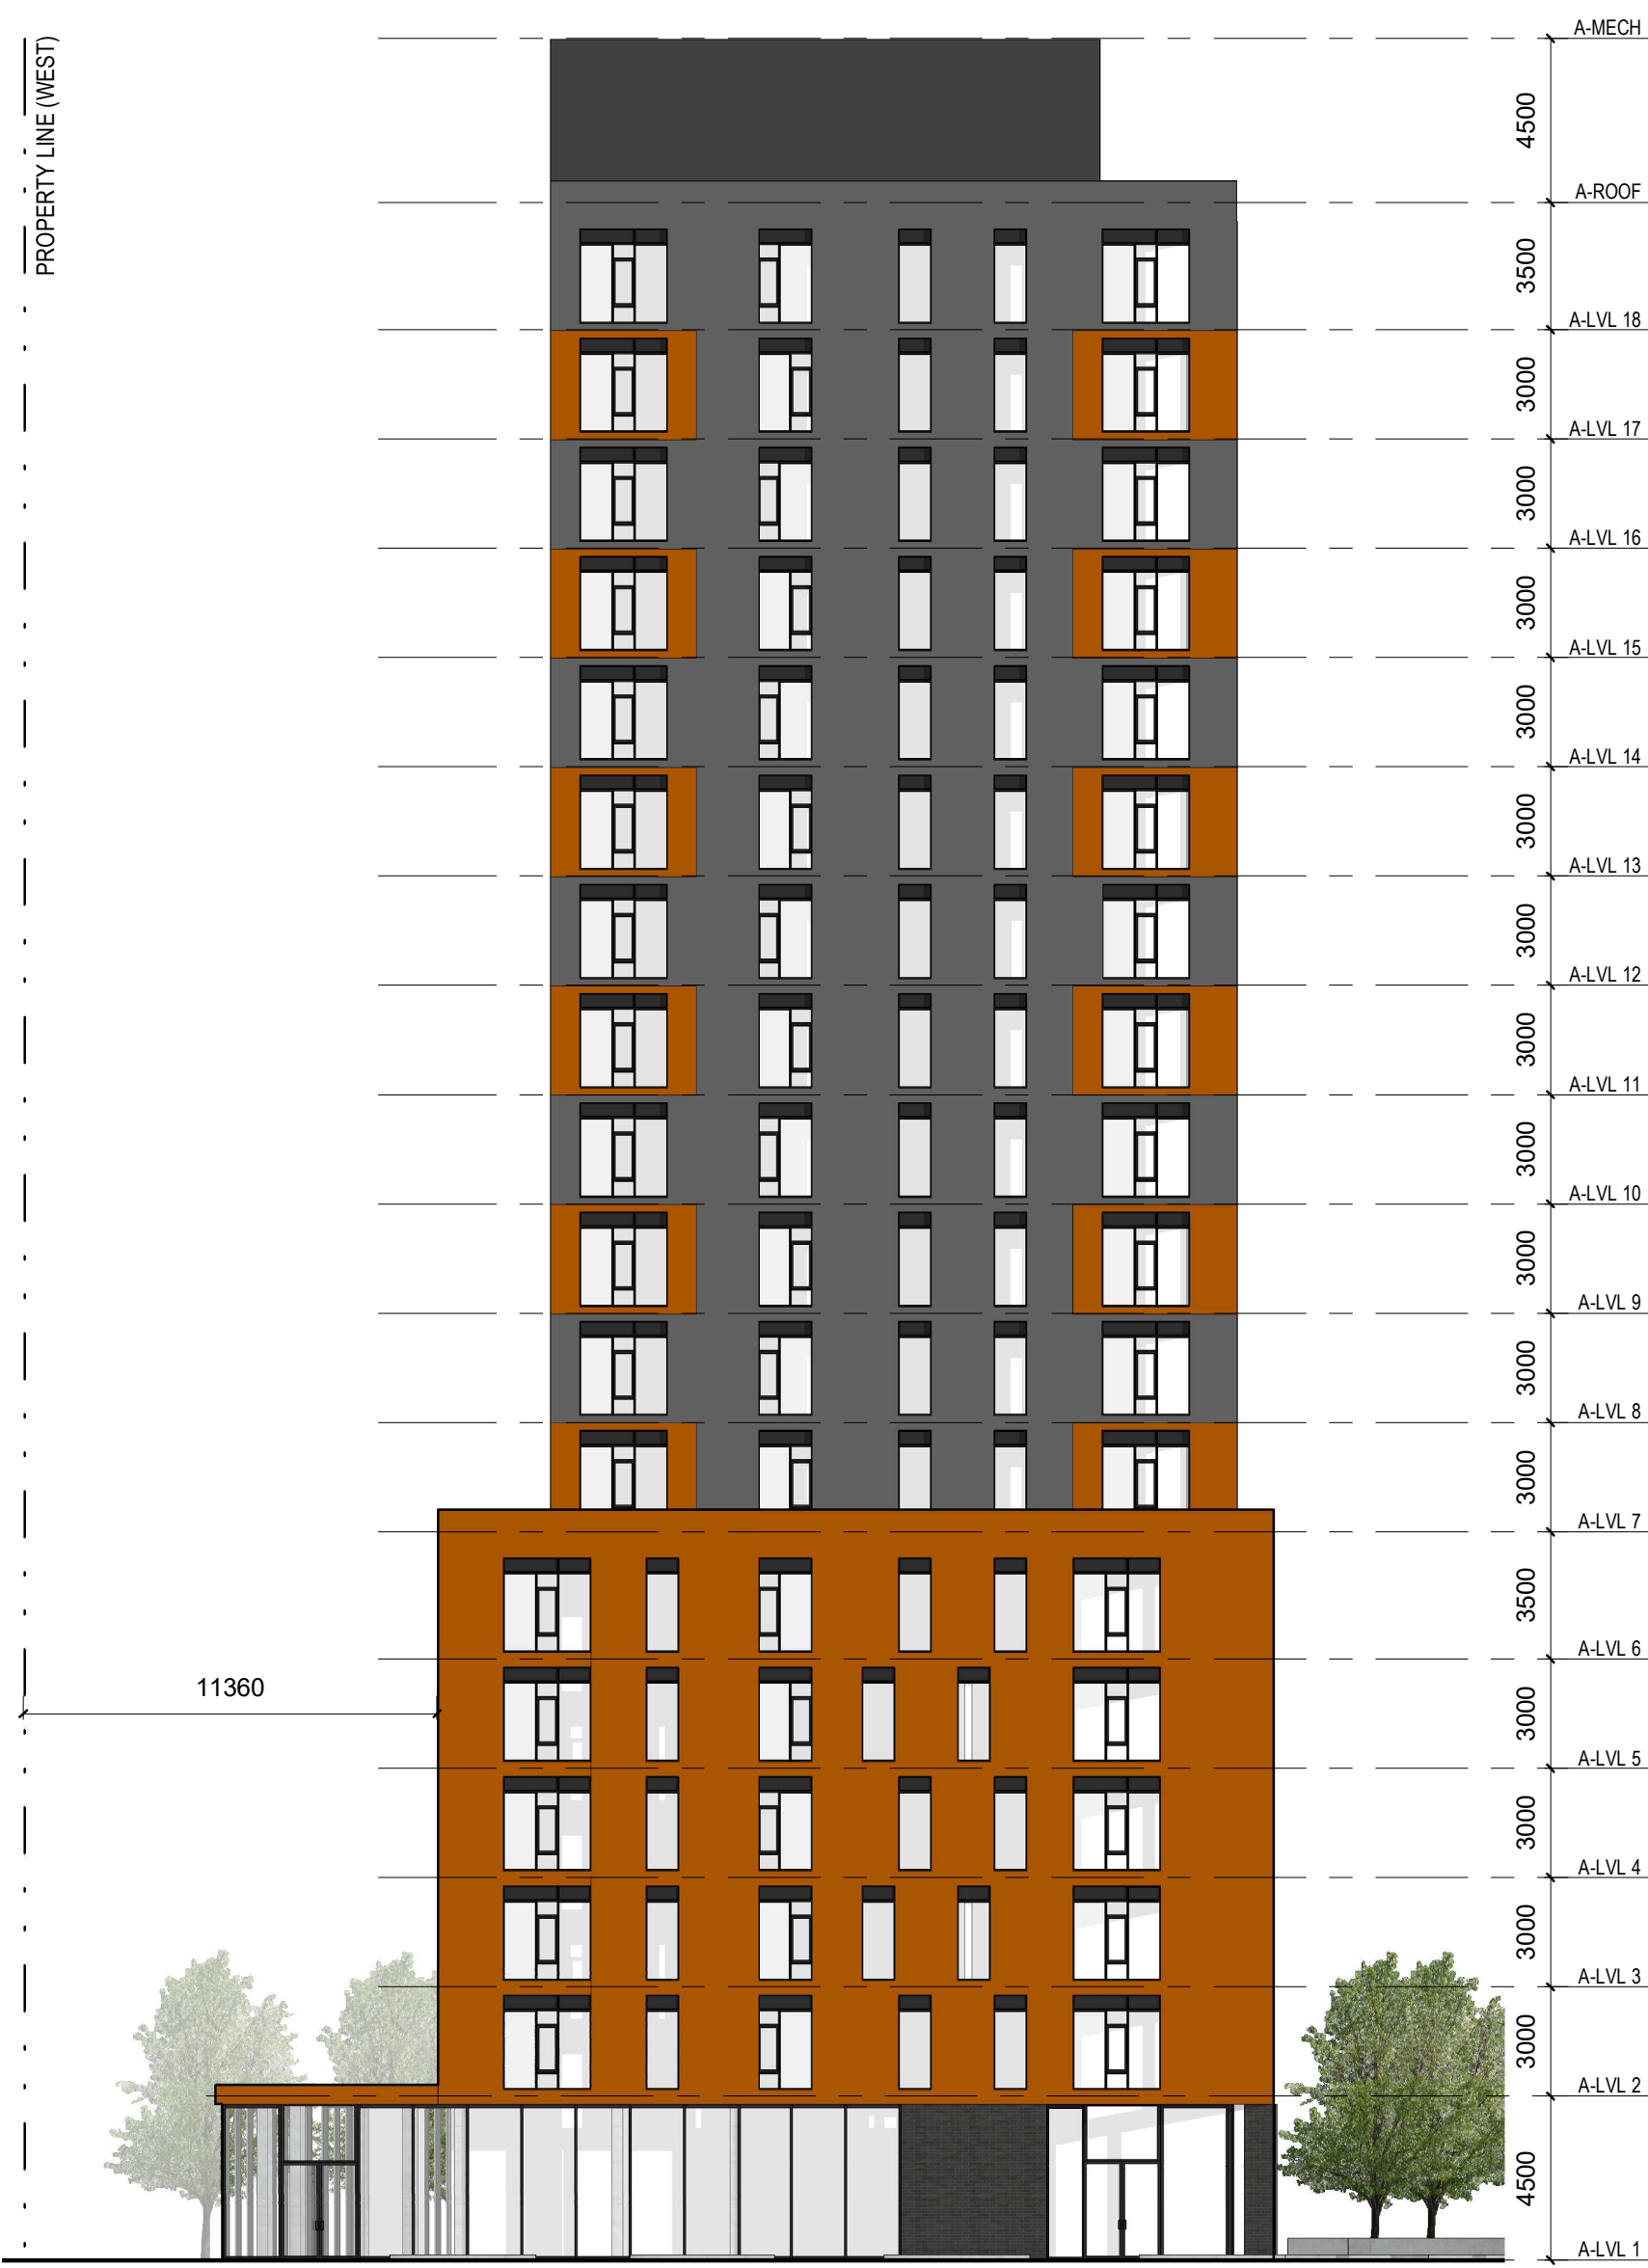 PROPERTY LINE (WEST)
A-MECH
4500
A-ROOF
3500
A-LVL 18
3000
A-LVL 17
3000
A-LVL 16
3000
A-LVL 15
3000
A-LVL 14
3000
A-LVL 13
3000
A-LVL 12
3000
A-LVL 11
3000
A-LVL 10
3000
A-LVL 9
3000
A-LVL 8
3000
A-LVL 7
3500
A-LVL 6
11360
3000
A-LVL 5
3000
A-LVL 4
3000
A-LVL 3
3000
A-LVL 2
4500
A-LVL 1